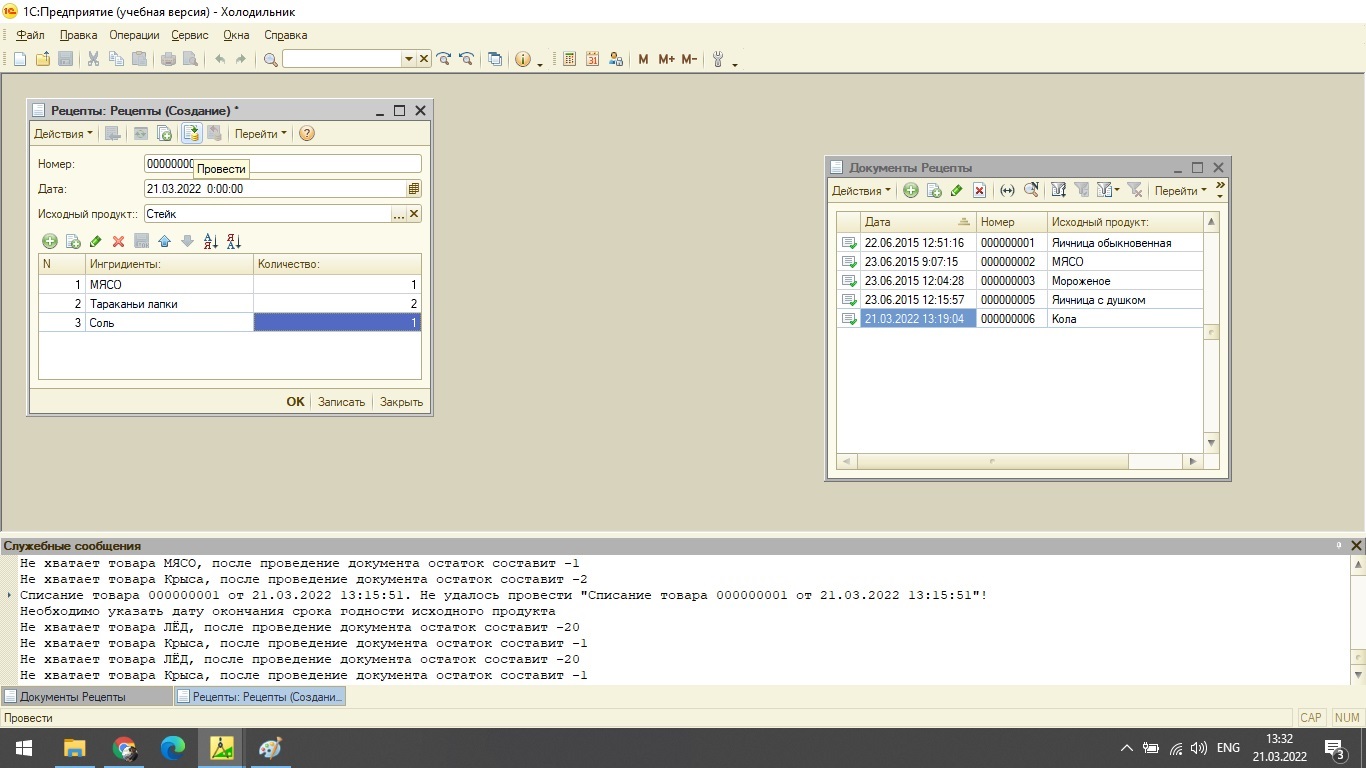 1С:Предприятие (учебная версия) - Холодильник
Файл Правка Операции Сервис Окна Справка
M M+ M-
Рецепты: Рецепты (Создание) *
Действия Перейти
Номер: 00000000
Провести
Дата: 21.03.2022 0:00:00
Исходный продукт:: Стейк
N Ингридиенты: Количество:
1 МЯСО 1
2 Тараканьи лапки 2
3 Соль 1
OK Записать Закрыть
Документы Рецепты
Действия Перейти
Дата Номер Исходный продукт:
22.06.2015 12:51:16 000000001 Яичница обыкновенная
23.06.2015 9:07:15 000000002 МЯСО
23.06.2015 12:04:28 000000003 Мороженое
23.06.2015 12:15:57 000000005 Яичница с душком
21.03.2022 13:19:04 000000006 Кола
Служебные сообщения
Не хватает товара МЯСО, после проведение документа остаток составит -1
Не хватает товара Крыса, после проведение документа остаток составит -2
Списание товара 000000001 от 21.03.2022 13:15:51. Не удалось провести "Списание товара 000000001 от 21.03.2022 13:15:51"!
Необходимо указать дату окончания срока годности исходного продукта
Не хватает товара ЛЁД, после проведение документа остаток составит -20
Не хватает товара Крыса, после проведение документа остаток составит -1
Не хватает товара ЛЁД, после проведение документа остаток составит -20
Не хватает товара Крыса, после проведение документа остаток составит -1
Документы Рецепты Рецепты: Рецепты (Создани...
Провести CAP NUM
ENG 13:32
21.03.2022
3